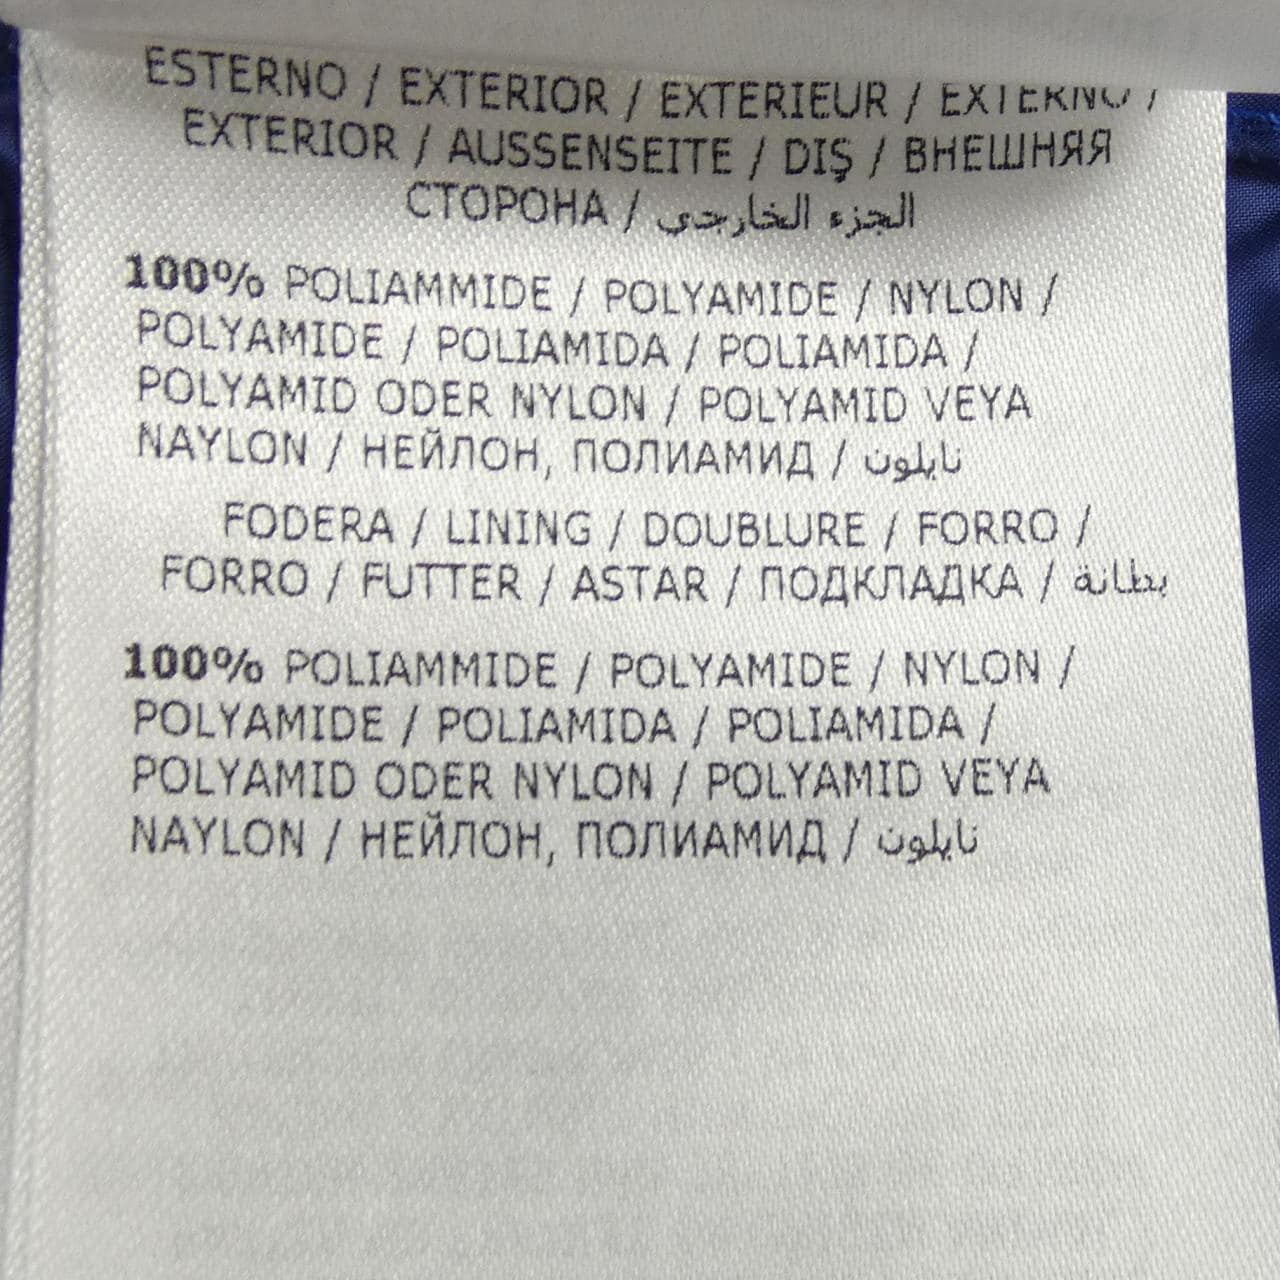 ESTERNO / EXTERIOR / EXTERIEUR / EXTERNO /
EXTERIOR / AUSSENSEITE / DIŞ / ВНЕШНЯЯ
СТОРОНА / الجزء الخارجي
100% POLIAMMIDE / POLYAMIDE / NYLON /
POLYAMIDE / POLIAMIDA / POLIAMIDA /
POLYAMID ODER NYLON / POLYAMID VEYA
NAYLON / НЕЙЛОН, ПОЛИАМИД / نايلون
FODERA / LINING / DOUBLURE / FORRO /
FORRO / FUTTER / ASTAR / ПОДКЛАДКА / بطانة
100% POLIAMMIDE / POLYAMIDE / NYLON /
POLYAMIDE / POLIAMIDA / POLIAMIDA /
POLYAMID ODER NYLON / POLYAMID VEYA
NAYLON / НЕЙЛОН, ПОЛИАМИД / نايلون